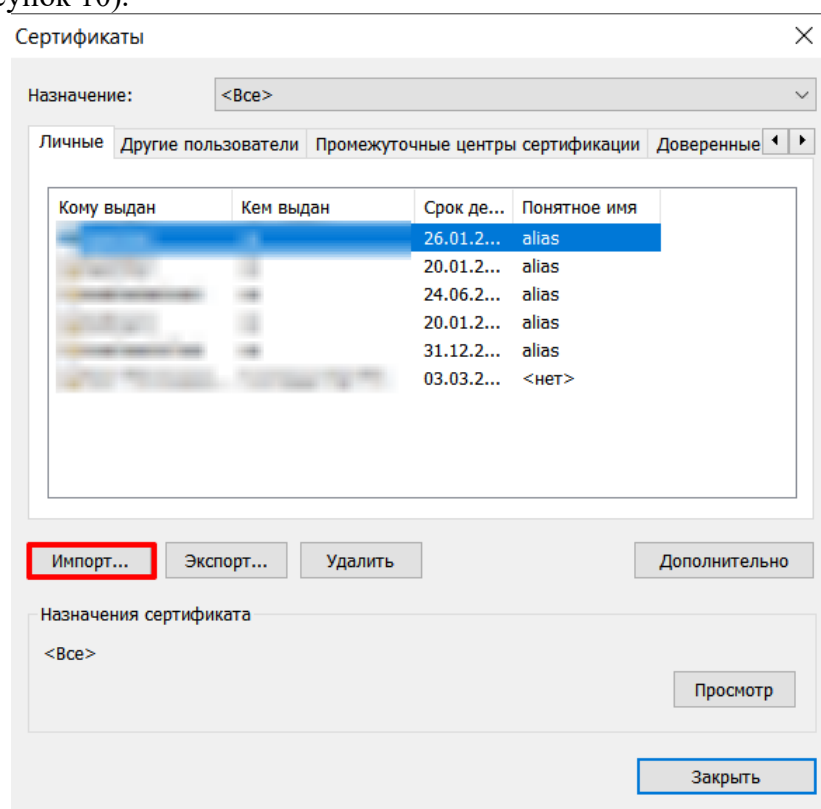 Сертификаты
Назначение: <Все>
Личные Другие пользователи Промежуточные центры сертификации Доверенные
Кому выдан Кем выдан Срок де... Понятное имя
26.01.2... alias
20.01.2... alias
24.06.2... alias
20.01.2... alias
31.12.2... alias
03.03.2... <нет>
Импорт... Экспорт... Удалить Дополнительно
Назначения сертификата
<Все>
Просмотр
Закрыть